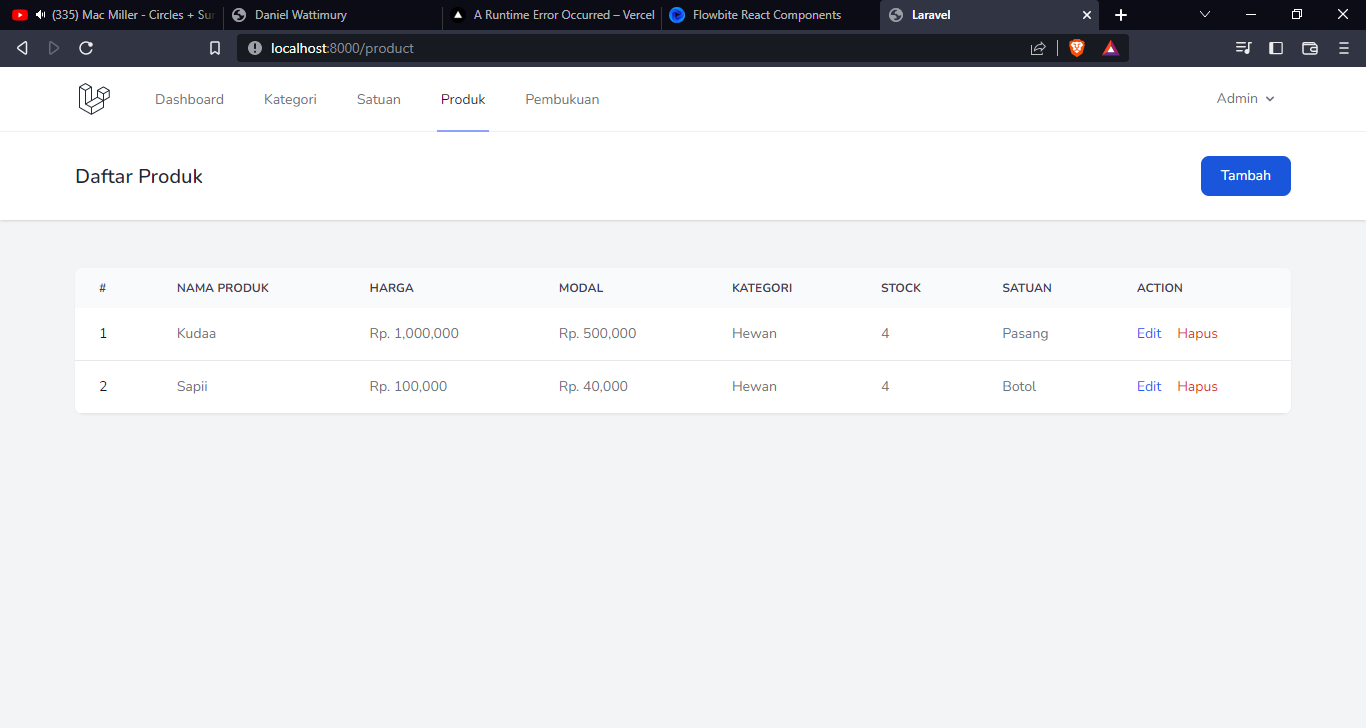 (335) Mac Miller - Circles + Sur Daniel Wattimury A Runtime Error Occurred – Vercel Flowbite React Components Laravel
localhost:8000/product
Dashboard Kategori Satuan Produk Pembukuan Admin
Daftar Produk Tambah
# NAMA PRODUK HARGA MODAL KATEGORI STOCK SATUAN ACTION
1 Kudaa Rp. 1,000,000 Rp. 500,000 Hewan 4 Pasang Edit Hapus
2 Sapii Rp. 100,000 Rp. 40,000 Hewan 4 Botol Edit Hapus